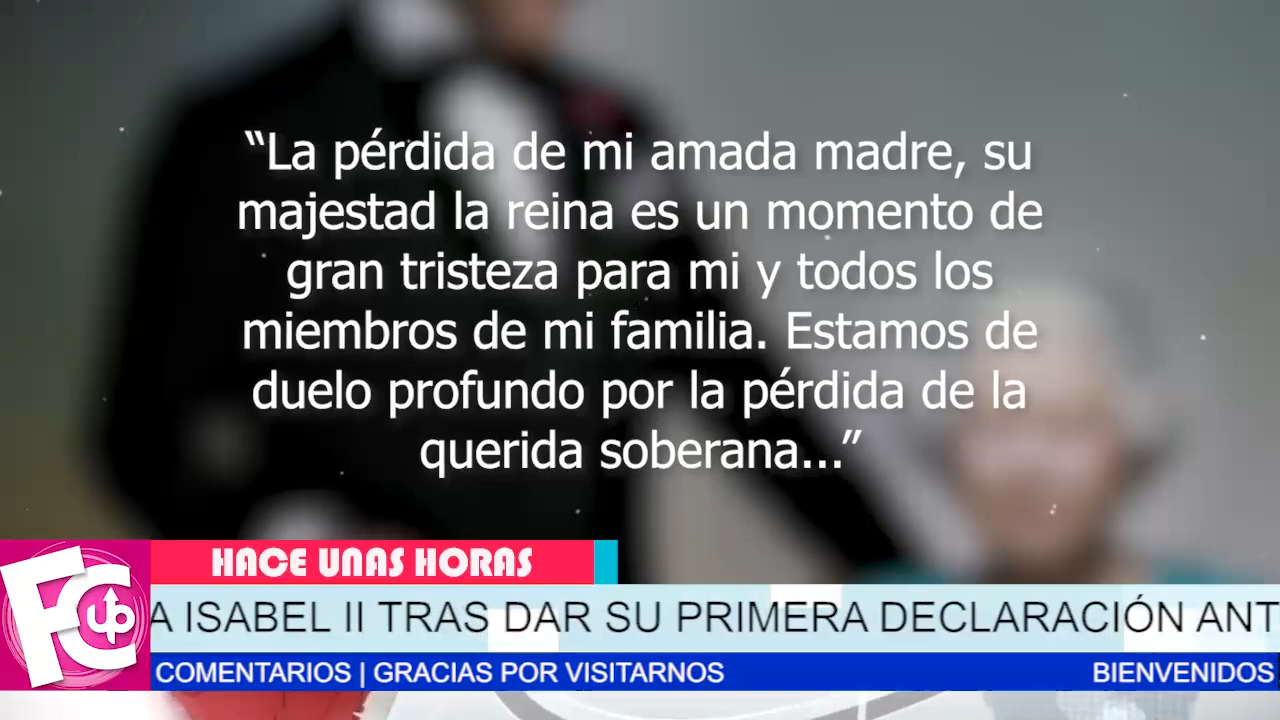 “La pérdida de mi amada madre, su
majestad la reina es un momento de
gran tristeza para mi y todos los
miembros de mi familia. Estamos de
duelo profundo por la pérdida de la
querida soberana...”
HACE UNAS HORAS
FC up
A ISABEL II TRAS DAR SU PRIMERA DECLARACIÓN ANT
COMENTARIOS | GRACIAS POR VISITARNOS BIENVENIDOS